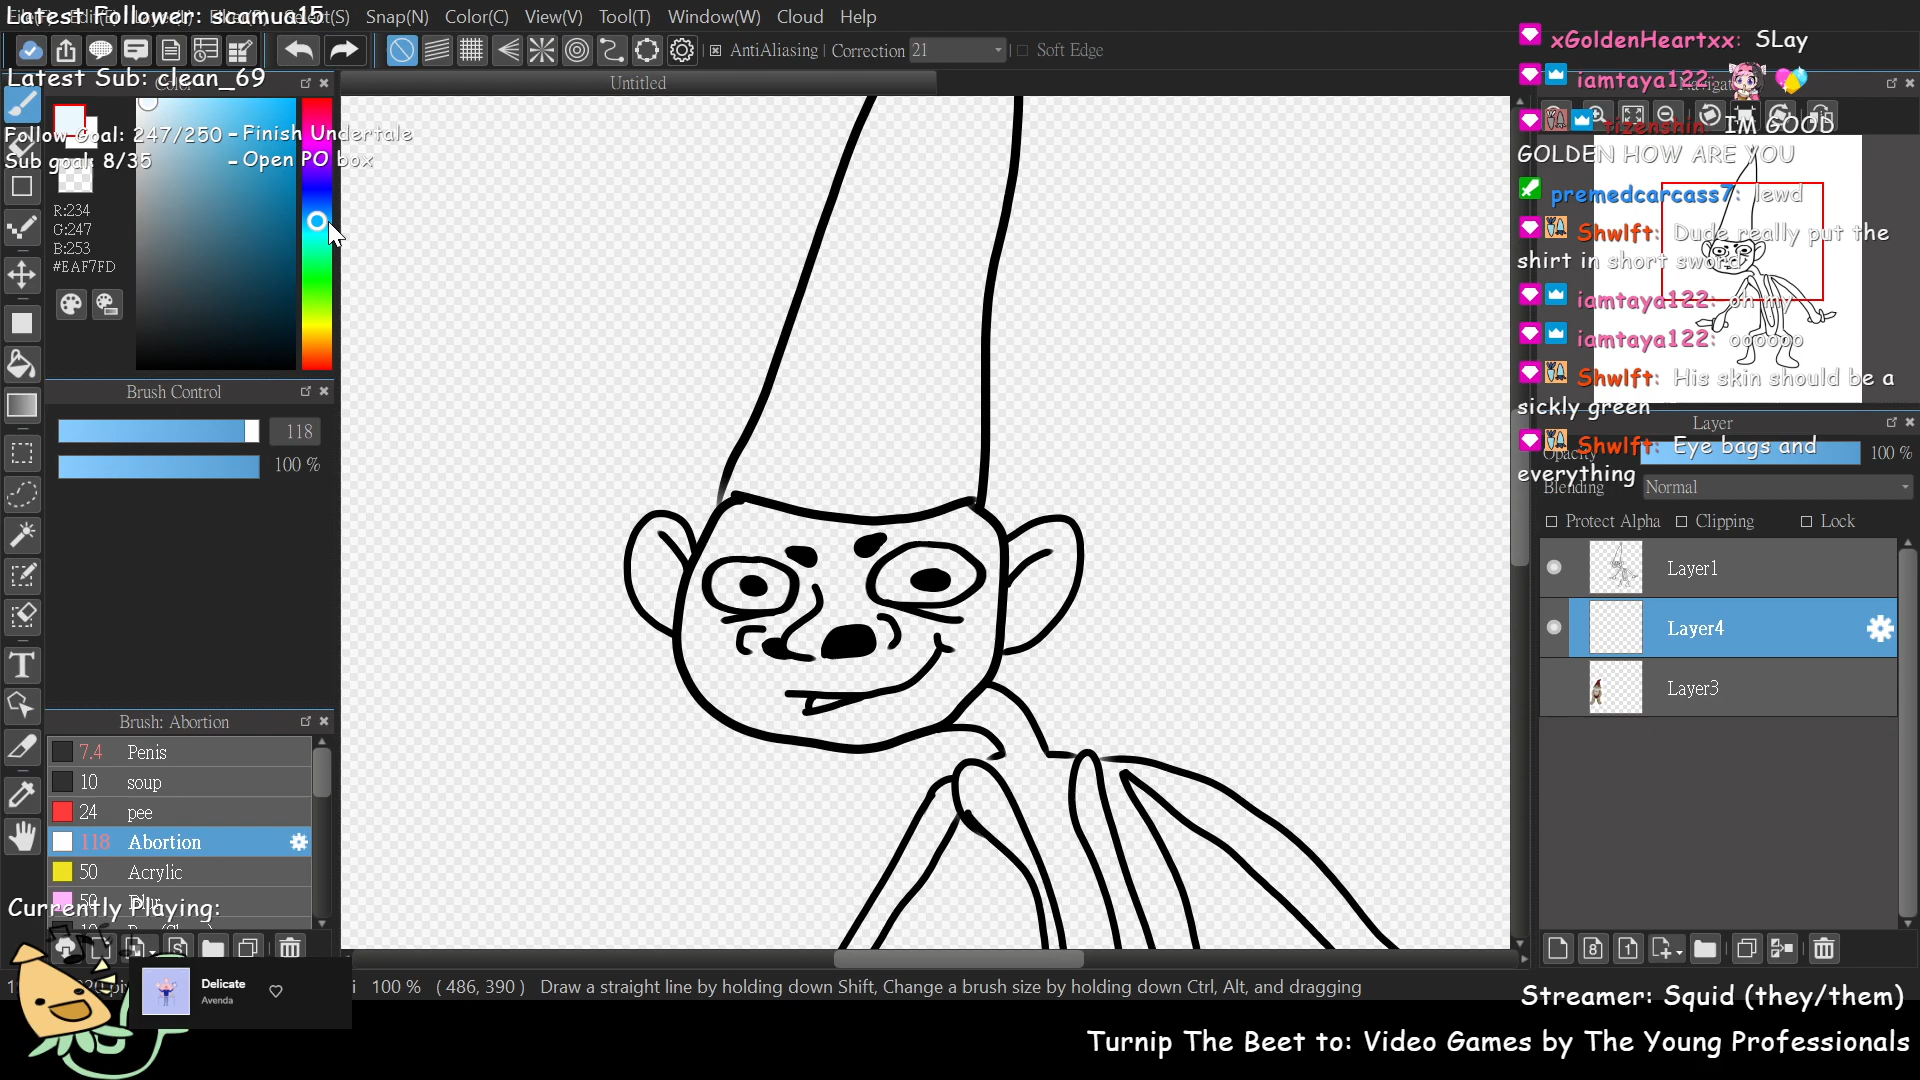 Latest Follower: seamus15
Select(S) Snap(N) Color(C) View(V) Tool(T) Window(W) Cloud Help
AntiAliasing Correction 21 Soft Edge
Latest Sub: clean_69
Color
Untitled
Follow Goal: 247/250 - Finish Undertale
Sub goal: 8/35 - Open PO box
R:234
G:247
B:253
#EAF7FD
Brush Control
118
100 %
Brush: Abortion
7.4 Penis
10 soup
24 pee
118 Abortion
50 Acrylic
50 Blur
Currently Playing:
Delicate
Avenda
100 % ( 486, 390 ) Draw a straight line by holding down Shift, Change a brush size by holding down Ctrl, Alt, and dragging
xGoldenHeartxx: SLay
iamtaya122:
tizenshin: I'M GOOD
GOLDEN HOW ARE YOU
premedcarcass7: lewd
Shwlft: Dude really put the
shirt in short sword
iamtaya122: oh my
iamtaya122: oooooo
Shwlft: His skin should be a
sickly green
Shwlft: Eye bags and
everything
Layer
Opacity 100 %
Blending Normal
Protect Alpha Clipping Lock
Layer1
Layer4
Layer3
Streamer: Squid (they/them)
Turnip The Beet to: Video Games by The Young Professionals